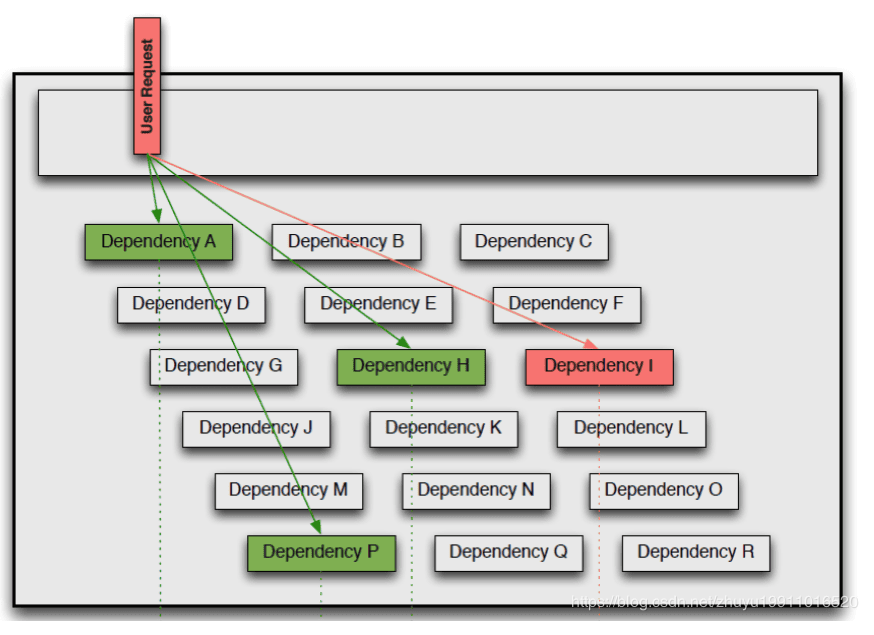 User Request
Dependency A
Dependency B
Dependency C
Dependency D
Dependency E
Dependency F
Dependency G
Dependency H
Dependency I
Dependency J
Dependency K
Dependency L
Dependency M
Dependency N
Dependency O
Dependency P
Dependency Q
Dependency R
https://blog.csdn.net/zhuyu19911016520